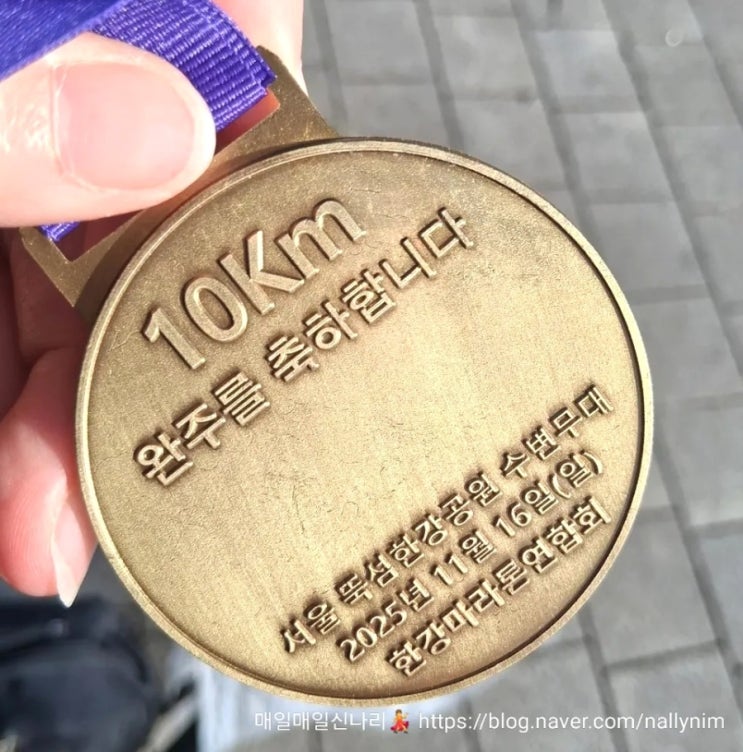 10Km
완주를 축하합니다
서울 뚝섬한강공원 수변무대
2025년 11월 16일(일)
한강마라톤연합회
매일매일신나리💃 https://blog.naver.com/nallynim